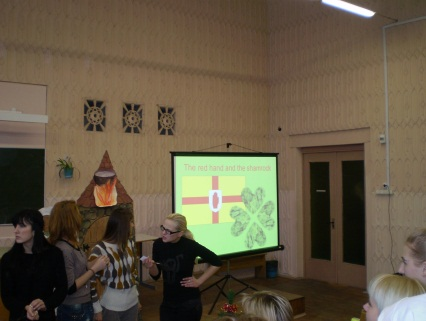 The red hand and the shamrock